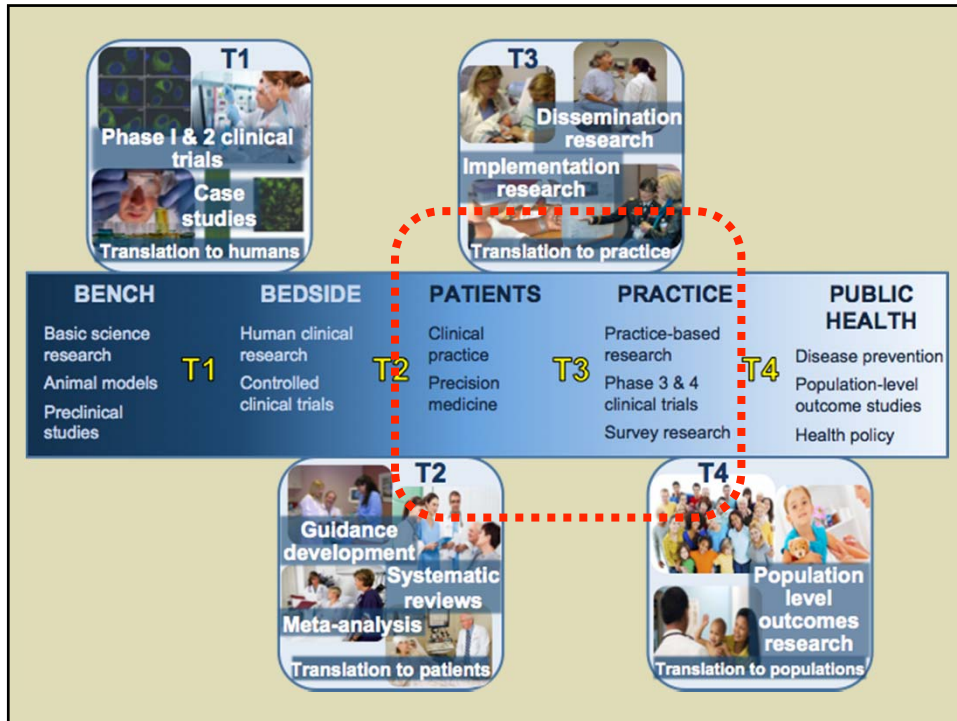 T1
Phase I & 2 clinical
trials
Case
studies
Translation to humans
T3
Dissemination
research
Implementation
research
Translation to practice
BENCH
Basic science
research
Animal models
Preclinical
studies
T1
BEDSIDE
Human clinical
research
Controlled
clinical trials
T2
PATIENTS
Clinical
practice
Precision
medicine
T3
PRACTICE
Practice-based
research
Phase 3 & 4
clinical trials
Survey research
T4
PUBLIC
HEALTH
Disease prevention
Population-level
outcome studies
Health policy
T2
Guidance
development
Systematic
reviews
Meta-analysis
Translation to patients
T4
Population
level
outcomes
research
Translation to populations